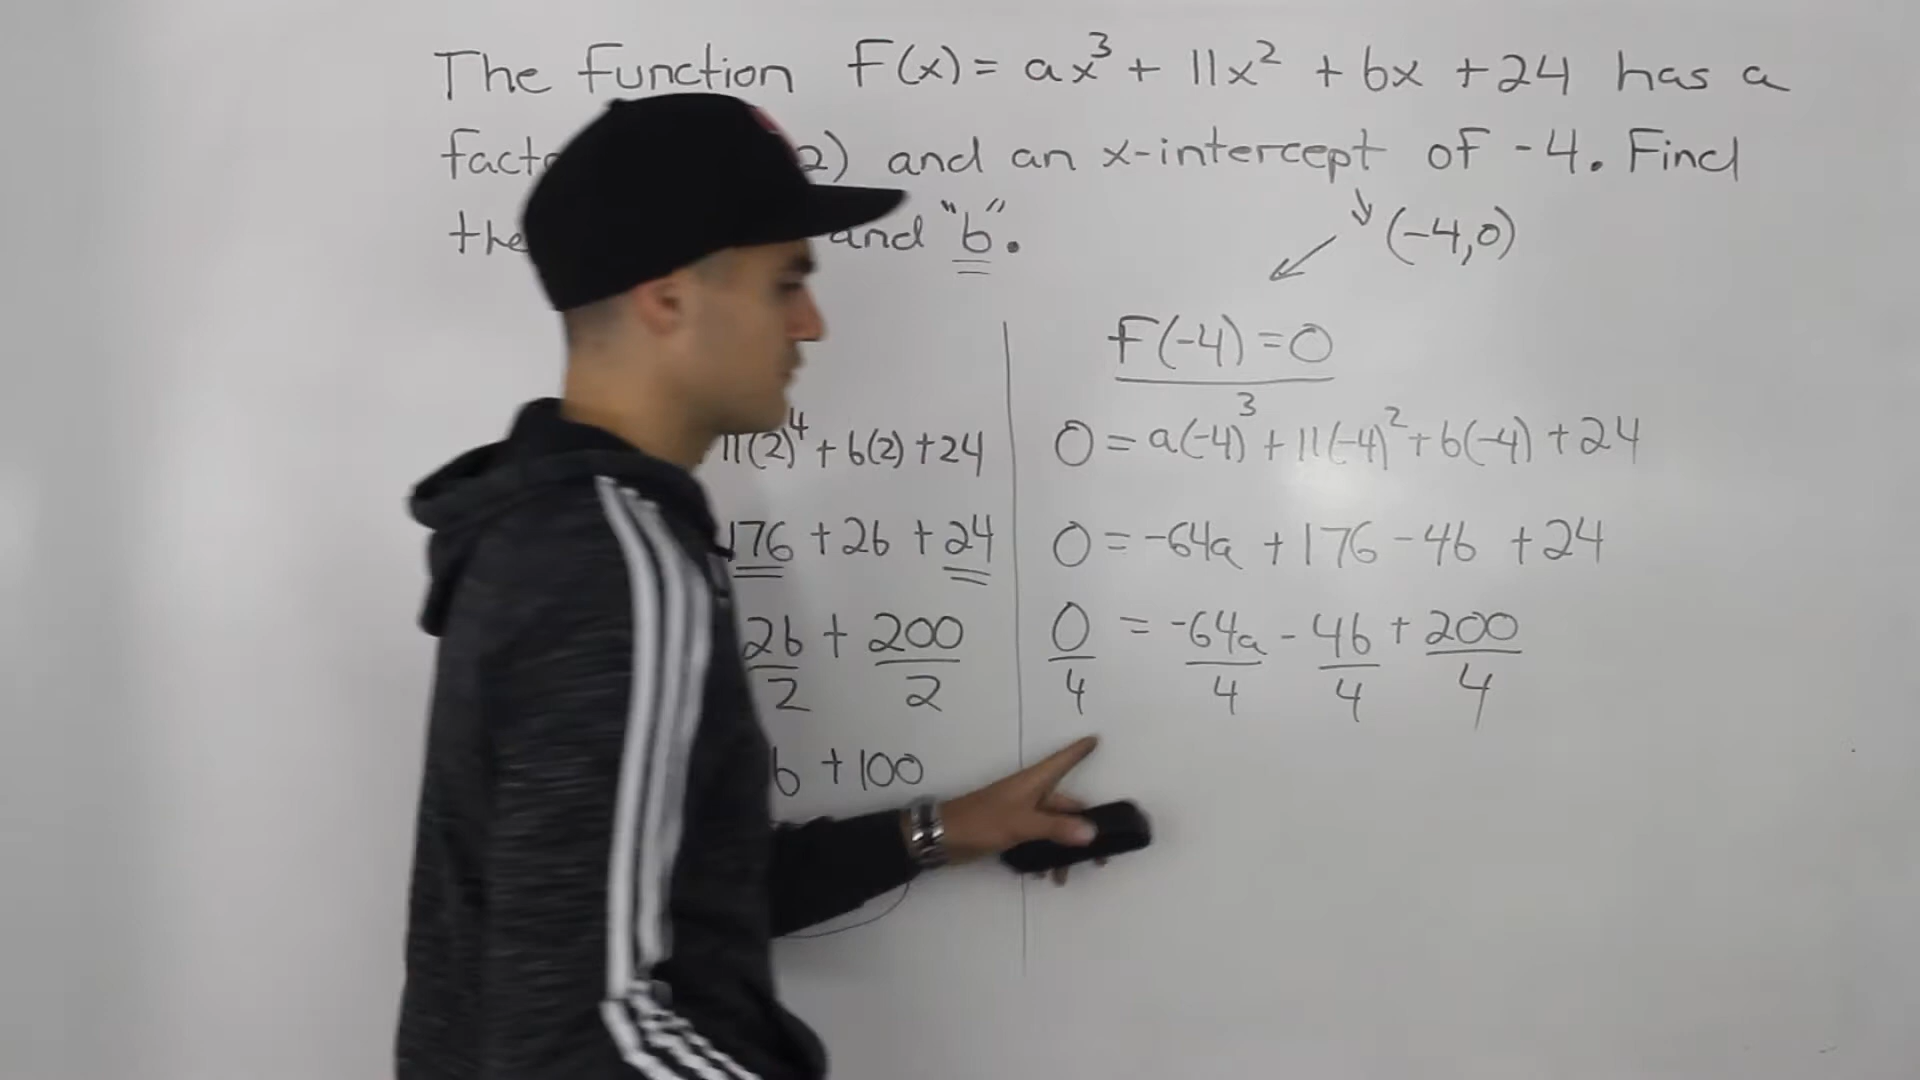 The function F(x) = ax³ + 11x² + bx + 24 has a
2) and an x-intercept of -4. Find
the and "b".
11(2)⁴ + b(2) + 24
176 + 2b + 24
2b/2 + 200/2
b + 100
(-4,0)
F(-4) = 0
0 = a(-4)³ + 11(-4)² + b(-4) + 24
0 = -64a + 176 - 4b + 24
0/4 = -64a/4 - 4b/4 + 200/4